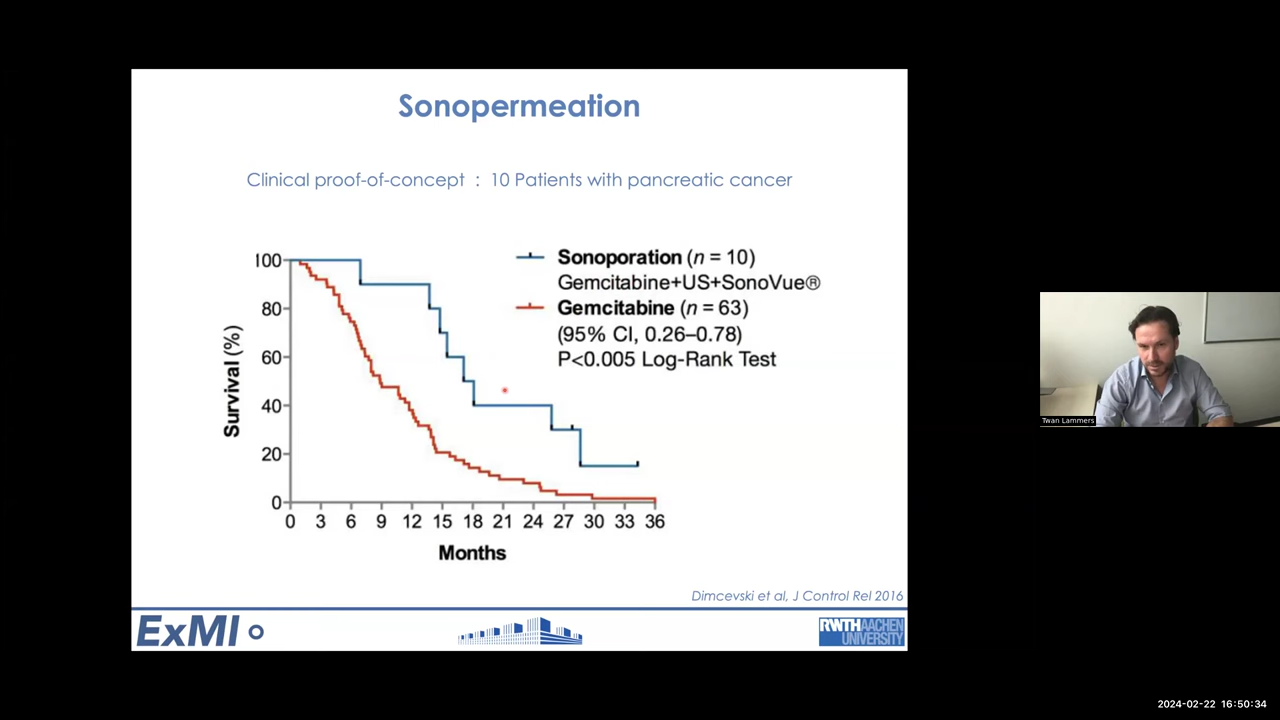 Sonopermeation
Clinical proof-of-concept : 10 Patients with pancreatic cancer
Sonoporation (n = 10)
Gemcitabine+US+SonoVue®
Gemcitabine (n = 63)
(95% CI, 0.26–0.78)
P<0.005 Log-Rank Test
Survival (%)
100
80
60
40
20
0
0 3 6 9 12 15 18 21 24 27 30 33 36
Months
Dimcevski et al, J Control Rel 2016
ExMI
RWTHAACHEN
UNIVERSITY
Twan Lammers
2024-02-22 16:50:34